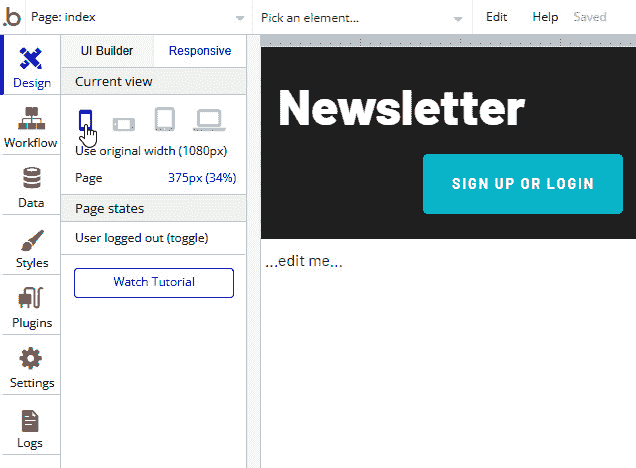 .b Page: index Pick an element... Edit Help Saved
UI Builder Responsive
Design
Current view
Workflow
Use original width (1080px)
Page 375px (34%)
Data
Page states
User logged out (toggle)
Styles
Watch Tutorial
Plugins
Settings
Logs
Newsletter
SIGN UP OR LOGIN
...edit me...